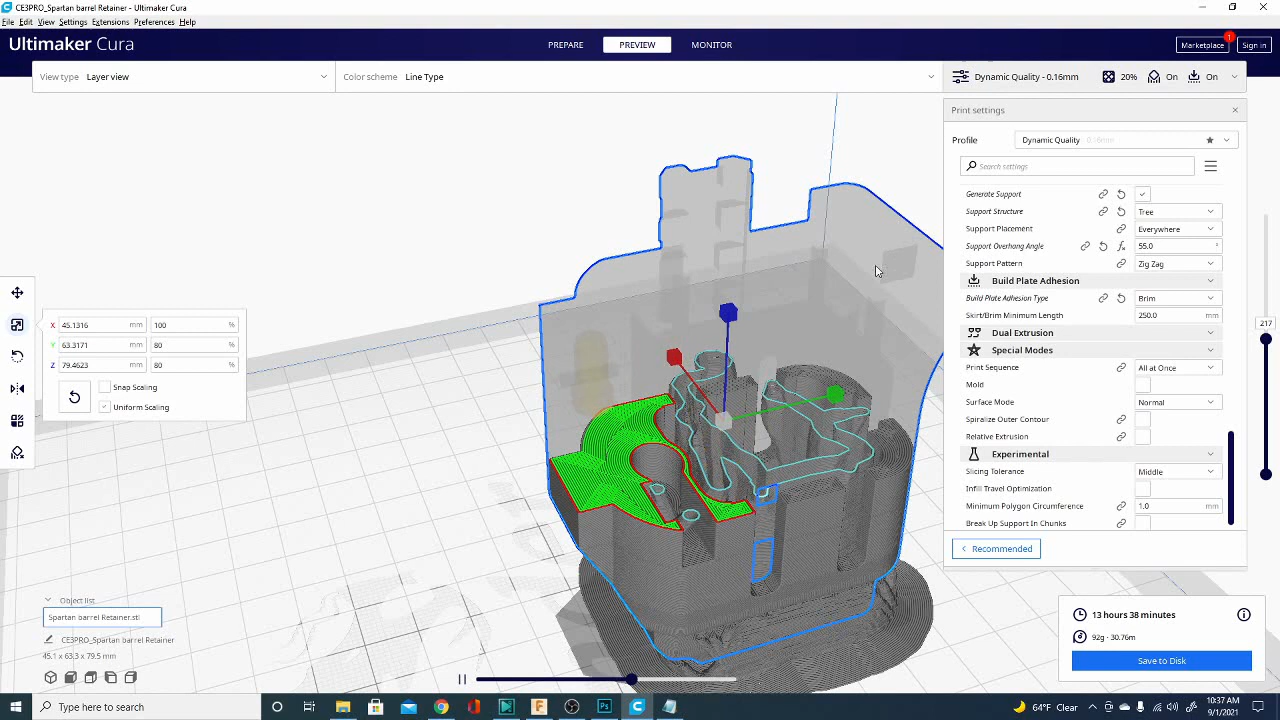 CE3PRO_Spartan barrel Retainer - Ultimaker Cura
File Edit View Settings Extensions Preferences Help
Ultimaker Cura
PREPARE PREVIEW MONITOR
Marketplace 1 Sign in
View type Layer view
Color scheme Line Type
Dynamic Quality - 0.16mm 20% On On
Print settings
Profile Dynamic Quality 0.16mm
Search settings
Generate Support
Support Structure Tree
Support Placement Everywhere
Support Overhang Angle 55.0 °
Support Pattern Zig Zag
Build Plate Adhesion
Build Plate Adhesion Type Brim
Skirt/Brim Minimum Length 250.0 mm
Dual Extrusion
Special Modes
Print Sequence All at Once
Mold
Surface Mode Normal
Spiralize Outer Contour
Relative Extrusion
Experimental
Slicing Tolerance Middle
Infill Travel Optimization
Minimum Polygon Circumference 1.0 mm
Break Up Support In Chunks
Recommended
217
X 45.1316 mm 100 %
Y 63.3171 mm 80 %
Z 79.4623 mm 80 %
Snap Scaling
Uniform Scaling
Object list
Spartan barrel Retainer.stl
CE3PRO_Spartan barrel Retainer
45.1 x 63.3 x 79.5 mm
13 hours 38 minutes
92g · 30.76m
Save to Disk
Type here to search
64°F Clear
10:37 AM
9/1/2021